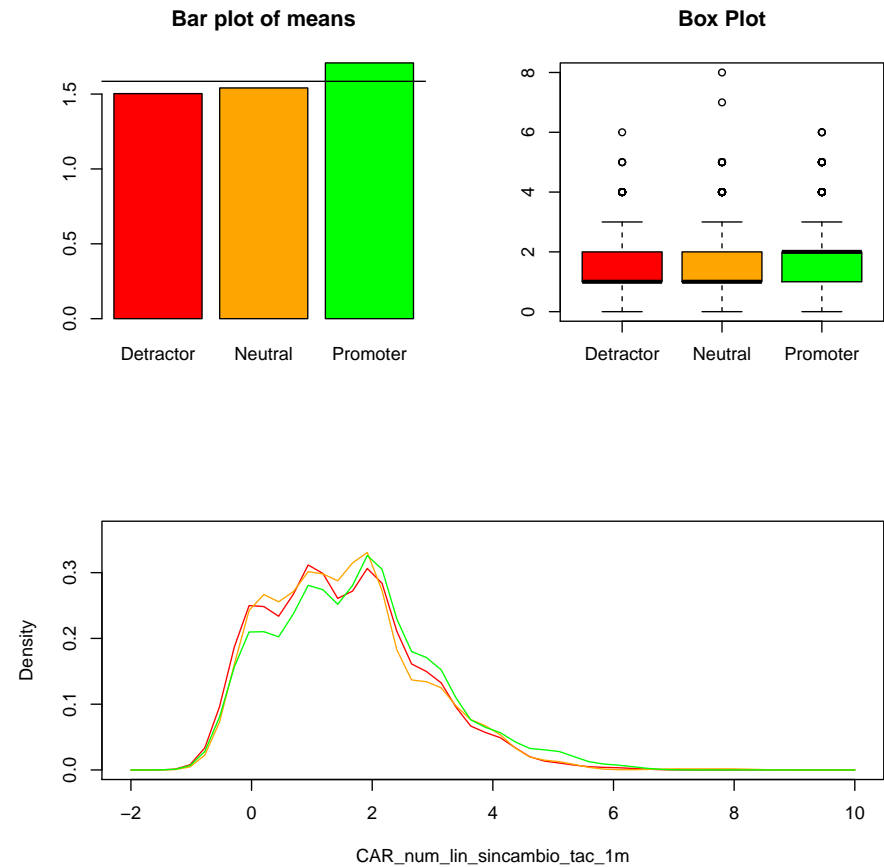 Bar plot of means
0.0 0.5 1.0 1.5
Detractor Neutral Promoter
Box Plot
0 2 4 6 8
Detractor Neutral Promoter
Density
0.0 0.1 0.2 0.3
−2 0 2 4 6 8 10
CAR_num_lin_sincambio_tac_1m